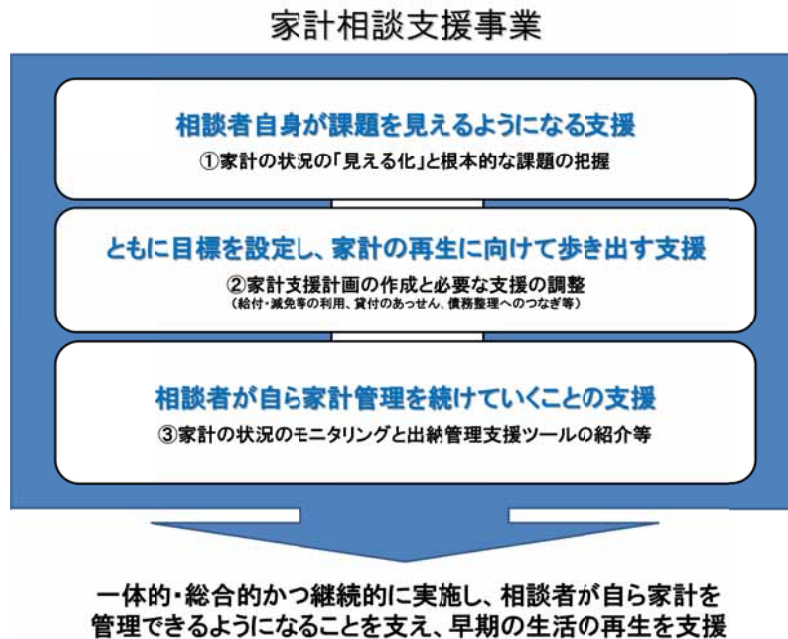 家計相談支援事業
相談者自身が課題を見えるようになる支援
①家計の状況の「見える化」と根本的な課題の把握
ともに目標を設定し、家計の再生に向けて歩き出す支援
②家計支援計画の作成と必要な支援の調整
(給付・減免等の利用、貸付のあっせん、債務整理へのつなぎ等)
相談者が自ら家計管理を続けていくことの支援
③家計の状況のモニタリングと出納管理支援ツールの紹介等
一体的・総合的かつ継続的に実施し、相談者が自ら家計を
管理できるようになることを支え、早期の生活の再生を支援